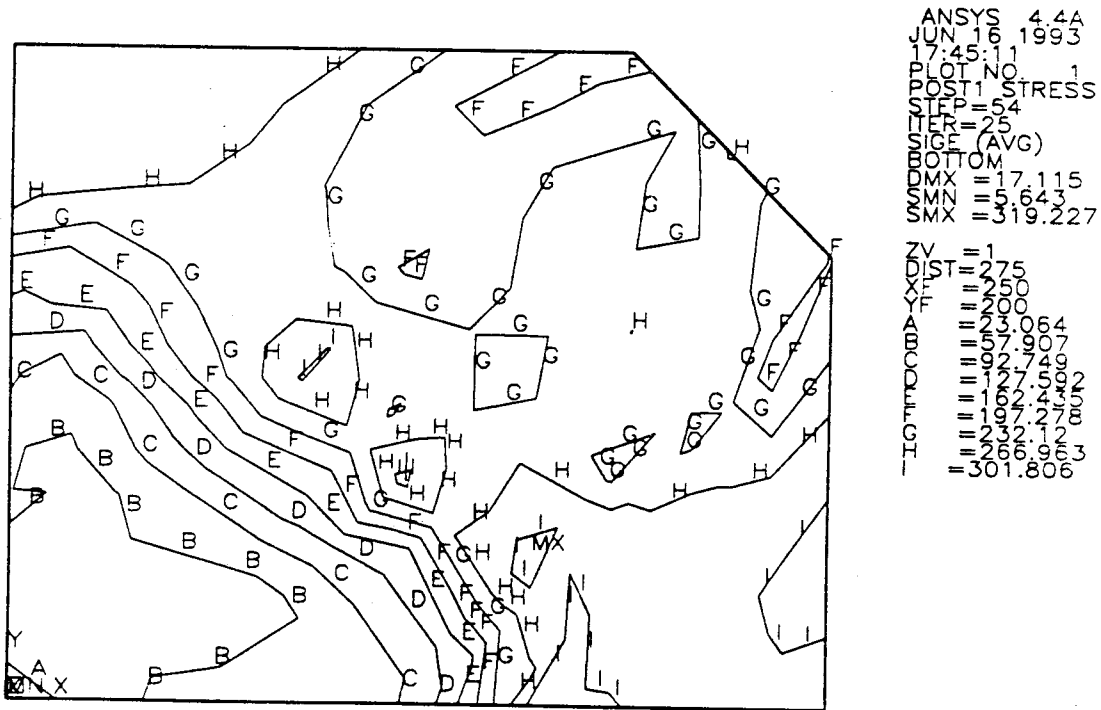 ANSYS 4.4A
JUN 16 1993
17:45:11
PLOT NO. 1
POST1 STRESS
STEP=54
ITER=25
SIGE (AVG)
BOTTOM
DMX =17.115
SMN =5.643
SMX =319.227
ZV =1
DIST=275
XF =250
YF =200
A =23.064
B =57.907
C =92.749
D =127.592
E =162.435
F =197.278
G =232.12
H =266.963
I =301.806
H G F F
G
G H
H
H H G
G G G
G G F
F G G
F G F F
E
E E G G G
D F G H I G F
E G H H G G F
C C D F H G F
E H G G G
B F G H H G H
B C D E H H I H G G G H H
B B D E F G H H H I
B B C D F G H MX I
B D E F H I I
B C F G H I I I
Y E G I
A B B C D E F H I I
MN X